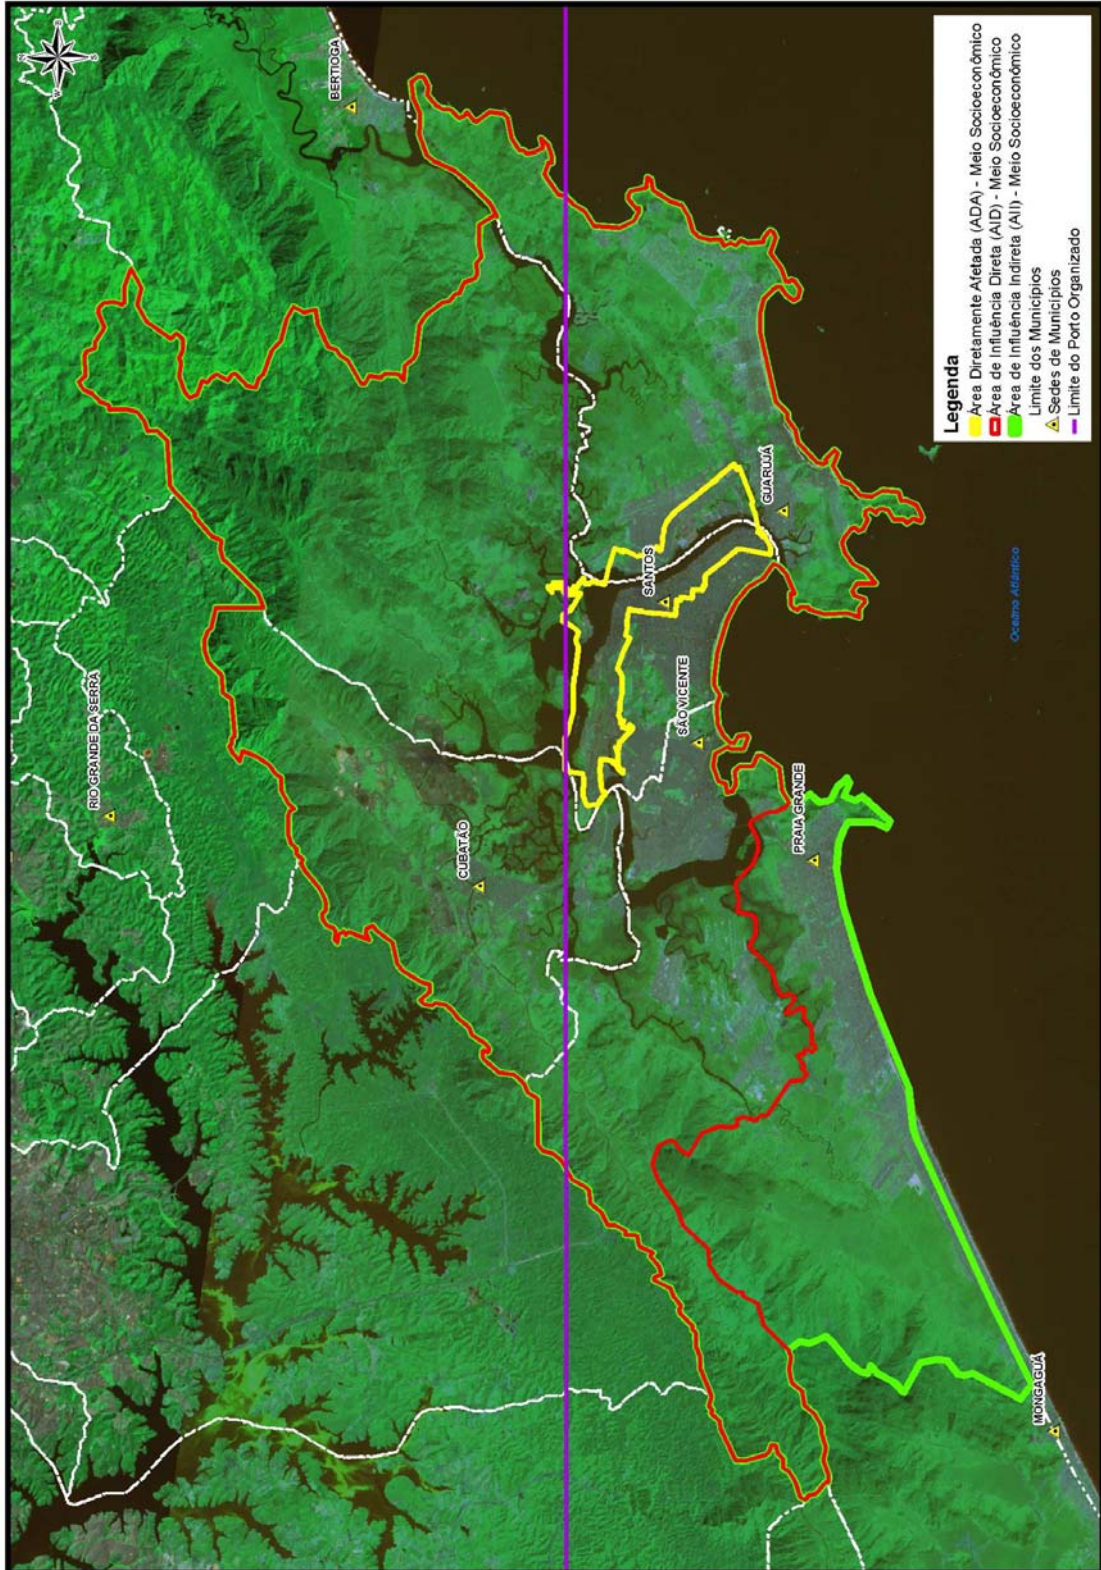 BERTIOGA
RIO GRANDE DA SERRA
CUBATÃO
SANTOS
GUARUJÁ
SÃO VICENTE
PRAIA GRANDE
MONGAGUÁ
Oceano Atlântico
Legenda
Área Diretamente Afetada (ADA) - Meio Socioeconômico
Área de Influência Direta (AID) - Meio Socioeconômico
Área de Influência Indireta (AII) - Meio Socioeconômico
Limite dos Municípios
Sedes de Municípios
Limite do Porto Organizado